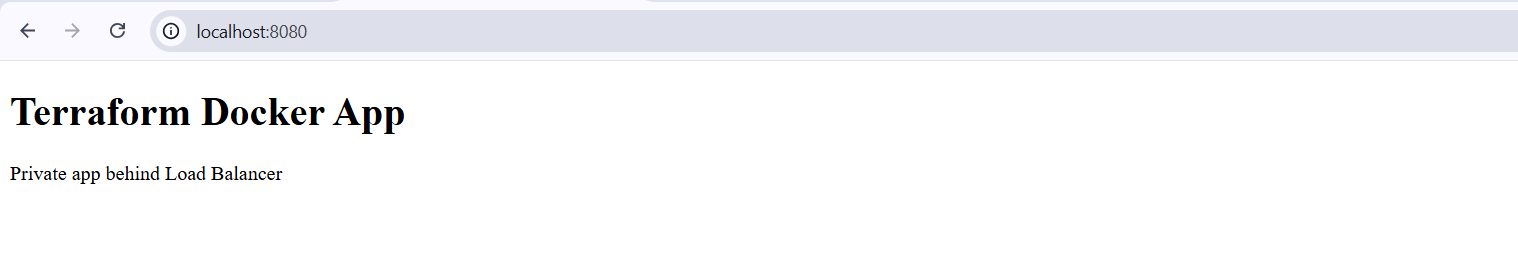 localhost:8080
Terraform Docker App
Private app behind Load Balancer